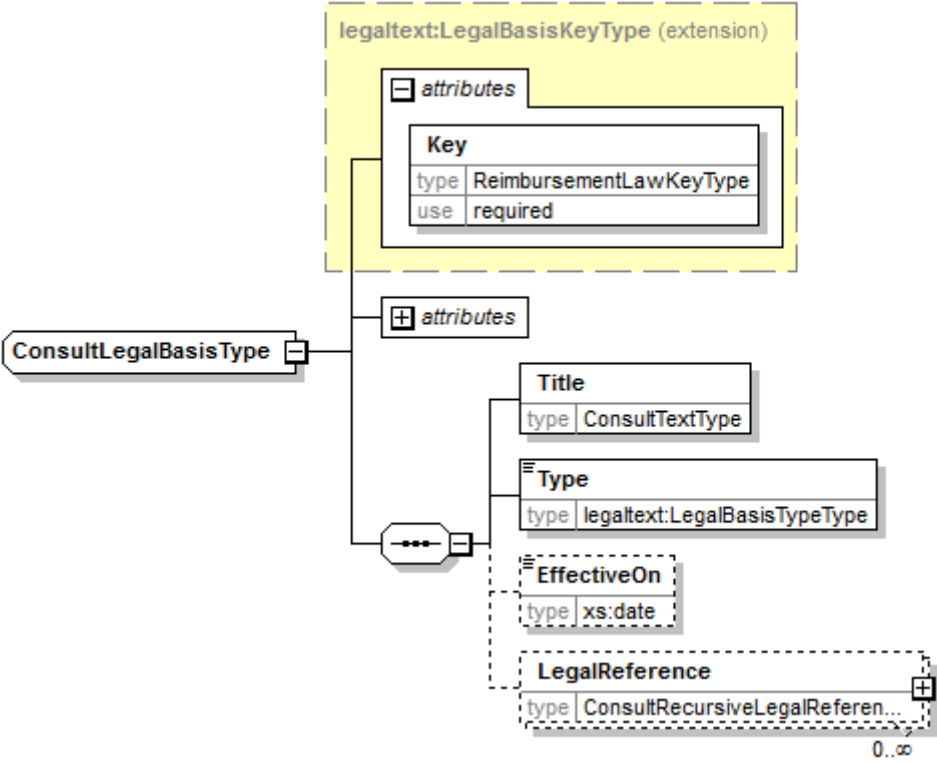 legaltext:LegalBasisKeyType (extension)
attributes
Key
type ReimbursementLawKeyType
use required
attributes
ConsultLegalBasisType
Title
type ConsultTextType
Type
type legaltext:LegalBasisTypeType
EffectiveOn
type xs:date
LegalReference
type ConsultRecursiveLegalReferen...
0..∞